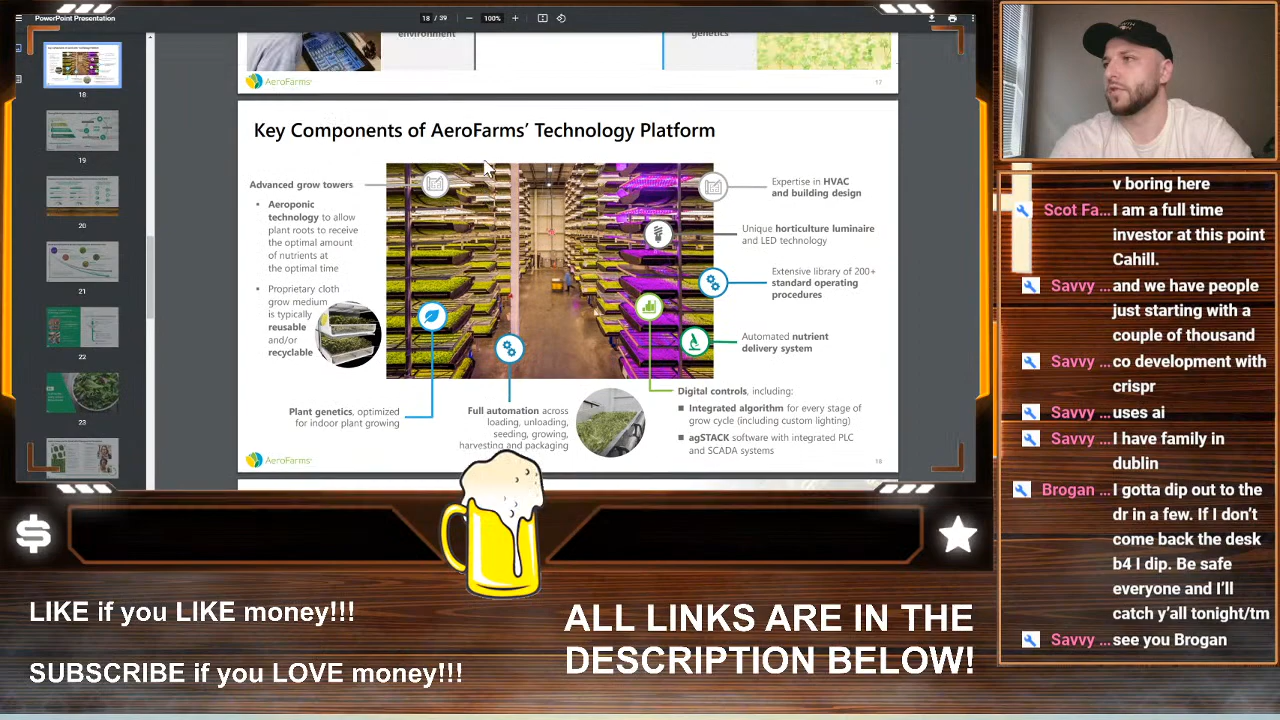 PowerPoint Presentation
18 / 39
100%
environment
genetics
AeroFarms
17
Key Components of AeroFarms' Technology Platform
Advanced grow towers
▪ Aeroponic
technology to allow
plant roots to receive
the optimal amount
of nutrients at
the optimal time
▪ Proprietary cloth
grow medium
is typically
reusable
and/or
recyclable
Plant genetics, optimized
for indoor plant growing
Full automation across
loading, unloading,
seeding, growing,
harvesting and packaging
Expertise in HVAC
and building design
Unique horticulture luminaire
and LED technology
Extensive library of 200+
standard operating
procedures
Automated nutrient
delivery system
Digital controls, including:
■ Integrated algorithm for every stage of
grow cycle (including custom lighting)
■ agSTACK software with integrated PLC
and SCADA systems
AeroFarms
18
18
19
20
21
22
23
v boring here
Scot Fa... I am a full time
investor at this point
Cahill.
Savvy ... and we have people
just starting with a
couple of thousand
Savvy ... co development with
crispr
Savvy ... uses ai
Savvy ... I have family in
dublin
Brogan ... I gotta dip out to the
dr in a few. If I don't
come back the desk
b4 I dip. Be safe
everyone and I'll
catch y'all tonight/tm
Savvy ... see you Brogan
$
LIKE if you LIKE money!!!
SUBSCRIBE if you LOVE money!!!
ALL LINKS ARE IN THE
DESCRIPTION BELOW!